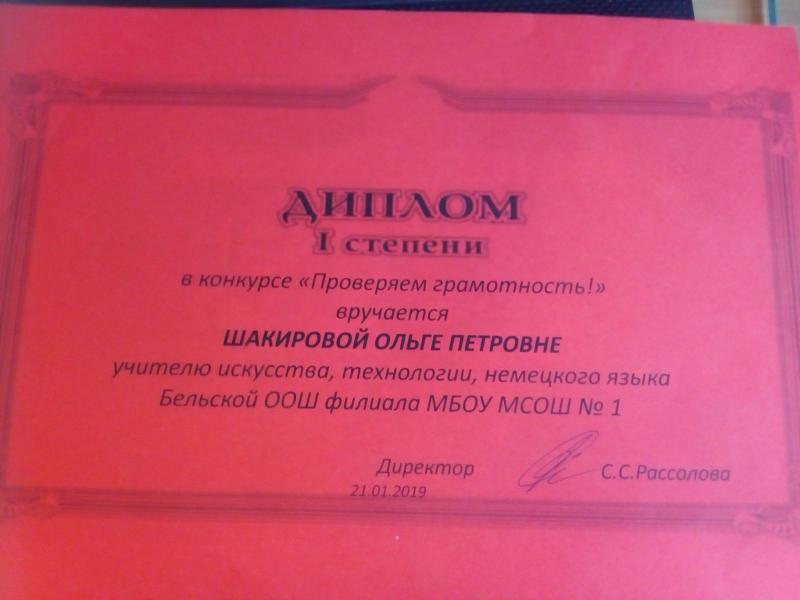 ДИПЛОМ
I степени
в конкурсе «Проверяем грамотность!»
вручается
ШАКИРОВОЙ ОЛЬГЕ ПЕТРОВНЕ
учителю искусства, технологии, немецкого языка
Бельской ООШ филиала МБОУ МСОШ № 1
Директор С.С.Рассолова
21.01.2019